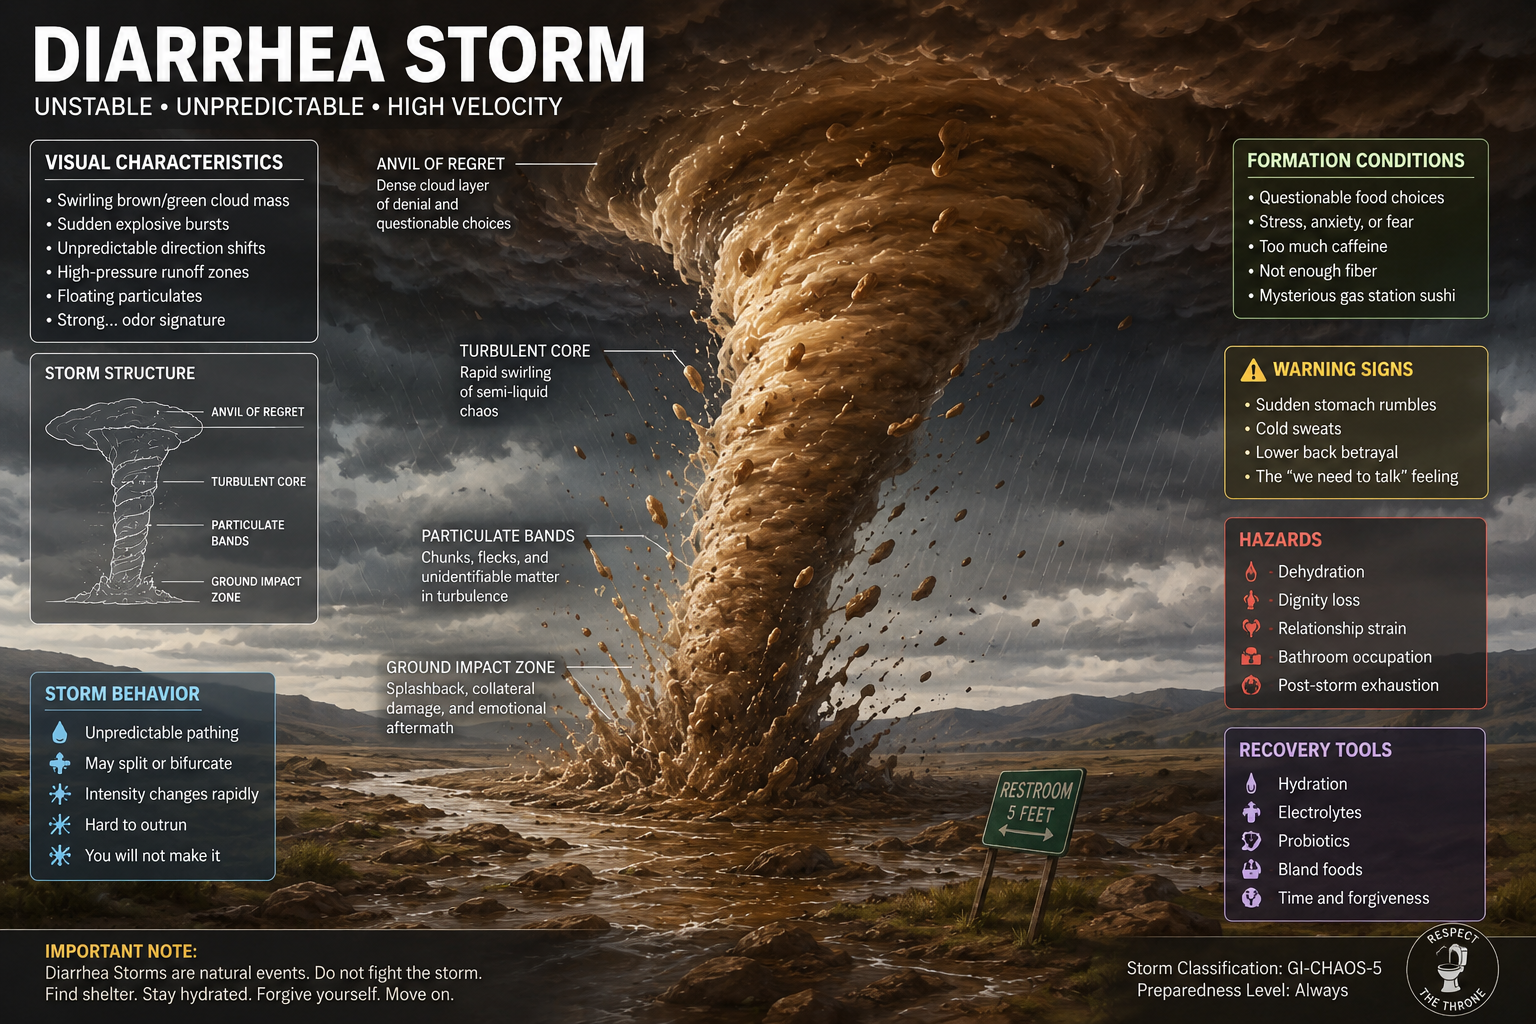 DIARRHEA STORM
UNSTABLE • UNPREDICTABLE • HIGH VELOCITY
VISUAL CHARACTERISTICS
• Swirling brown/green cloud mass
• Sudden explosive bursts
• Unpredictable direction shifts
• High-pressure runoff zones
• Floating particulates
• Strong... odor signature
STORM STRUCTURE
ANVIL OF REGRET
TURBULENT CORE
PARTICULATE
BANDS
GROUND IMPACT
ZONE
STORM BEHAVIOR
Unpredictable pathing
May split or bifurcate
Intensity changes rapidly
Hard to outrun
You will not make it
ANVIL OF REGRET
Dense cloud layer
of denial and
questionable choices
TURBULENT CORE
Rapid swirling
of semi-liquid
chaos
PARTICULATE BANDS
Chunks, flecks, and
unidentifiable matter
in turbulence
GROUND IMPACT ZONE
Splashback, collateral
damage, and emotional
aftermath
RESTROOM
5 FEET
FORMATION CONDITIONS
• Questionable food choices
• Stress, anxiety, or fear
• Too much caffeine
• Not enough fiber
• Mysterious gas station sushi
WARNING SIGNS
• Sudden stomach rumbles
• Cold sweats
• Lower back betrayal
• The “we need to talk” feeling
HAZARDS
- Dehydration
- Dignity loss
- Relationship strain
Bathroom occupation
Post-storm exhaustion
RECOVERY TOOLS
Hydration
Electrolytes
Probiotics
Bland foods
Time and forgiveness
IMPORTANT NOTE:
Diarrhea Storms are natural events. Do not fight the storm.
Find shelter. Stay hydrated. Forgive yourself. Move on.
Storm Classification: GI-CHAOS-5
Preparedness Level: Always
RESPECT
THE THRONE